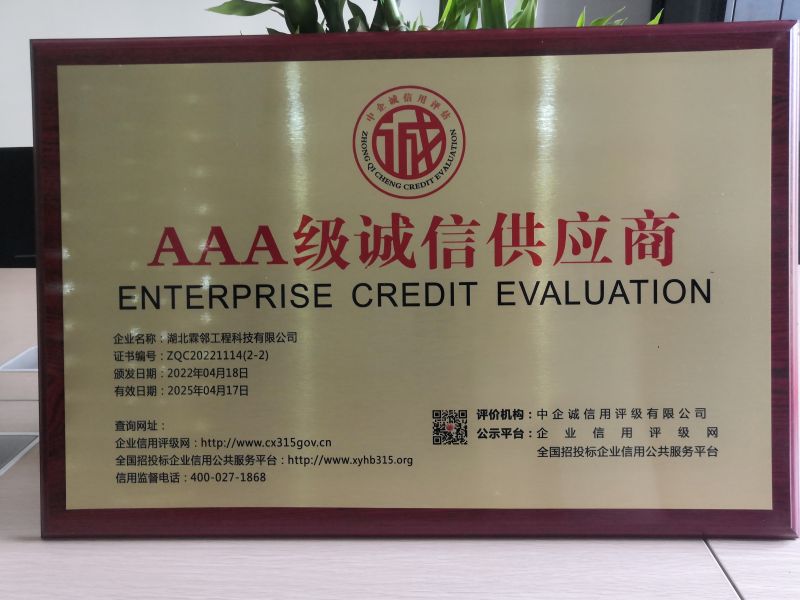 中企诚信用评估
诚
ZHONG QI CHENG CREDIT EVALUATION
AAA级诚信供应商
ENTERPRISE CREDIT EVALUATION
企业名称：湖北霖邻工程科技有限公司
证书编号：ZQC20221114(2-2)
颁发日期：2022年04月18日
有效日期：2025年04月17日
查询网址：
企业信用评级网：http://www.cx315gov.cn
全国招投标企业信用公共服务平台：http://www.xyhb315.org
信用监督电话：400-027-1868
评价机构：中企诚信用评级有限公司
公示平台：企业信用评级网
全国招投标企业信用公共服务平台